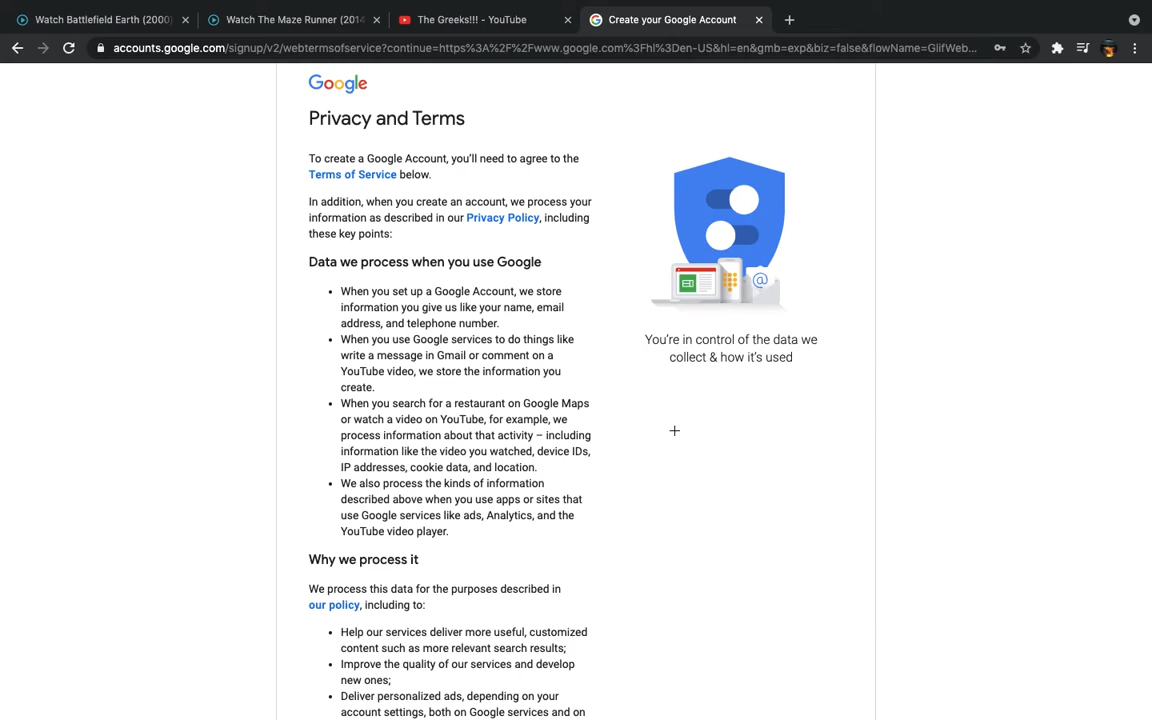 Watch Battlefield Earth (2000)
Watch The Maze Runner (2014
The Greeks!!! - YouTube
Create your Google Account
accounts.google.com/signup/v2/webtermsofservice?continue=https%3A%2F%2Fwww.google.com%3Fhl%3Den-US&hl=en&gmb=exp&biz=false&flowName=GlifWeb...
Google
Privacy and Terms
To create a Google Account, you'll need to agree to the
Terms of Service below.
In addition, when you create an account, we process your
information as described in our Privacy Policy, including
these key points:
Data we process when you use Google
• When you set up a Google Account, we store
information you give us like your name, email
address, and telephone number.
• When you use Google services to do things like
write a message in Gmail or comment on a
YouTube video, we store the information you
create.
• When you search for a restaurant on Google Maps
or watch a video on YouTube, for example, we
process information about that activity – including
information like the video you watched, device IDs,
IP addresses, cookie data, and location.
• We also process the kinds of information
described above when you use apps or sites that
use Google services like ads, Analytics, and the
YouTube video player.
Why we process it
We process this data for the purposes described in
our policy, including to:
• Help our services deliver more useful, customized
content such as more relevant search results;
• Improve the quality of our services and develop
new ones;
• Deliver personalized ads, depending on your
account settings, both on Google services and on
@
You're in control of the data we
collect & how it's used